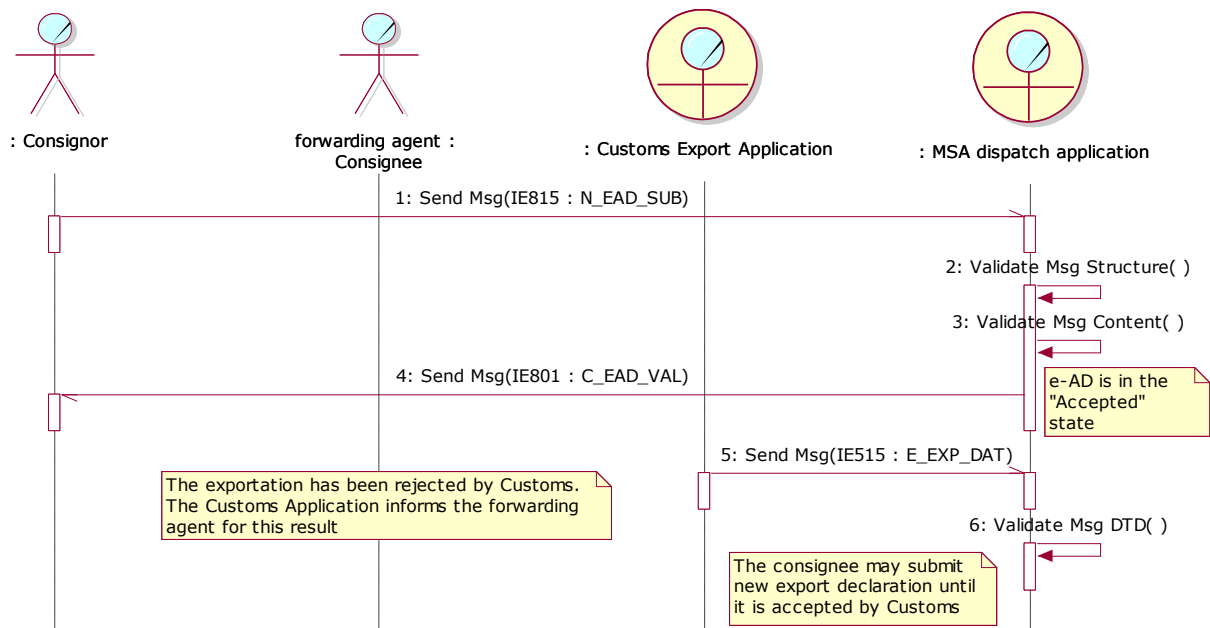 : Consignor
forwarding agent :
Consignee
: Customs Export Application
: MSA dispatch application
1: Send Msg(IE815 : N_EAD_SUB)
2: Validate Msg Structure( )
3: Validate Msg Content( )
4: Send Msg(IE801 : C_EAD_VAL)
e-AD is in the
"Accepted"
state
5: Send Msg(IE515 : E_EXP_DAT)
The exportation has been rejected by Customs.
The Customs Application informs the forwarding
agent for this result
6: Validate Msg DTD( )
The consignee may submit
new export declaration until
it is accepted by Customs